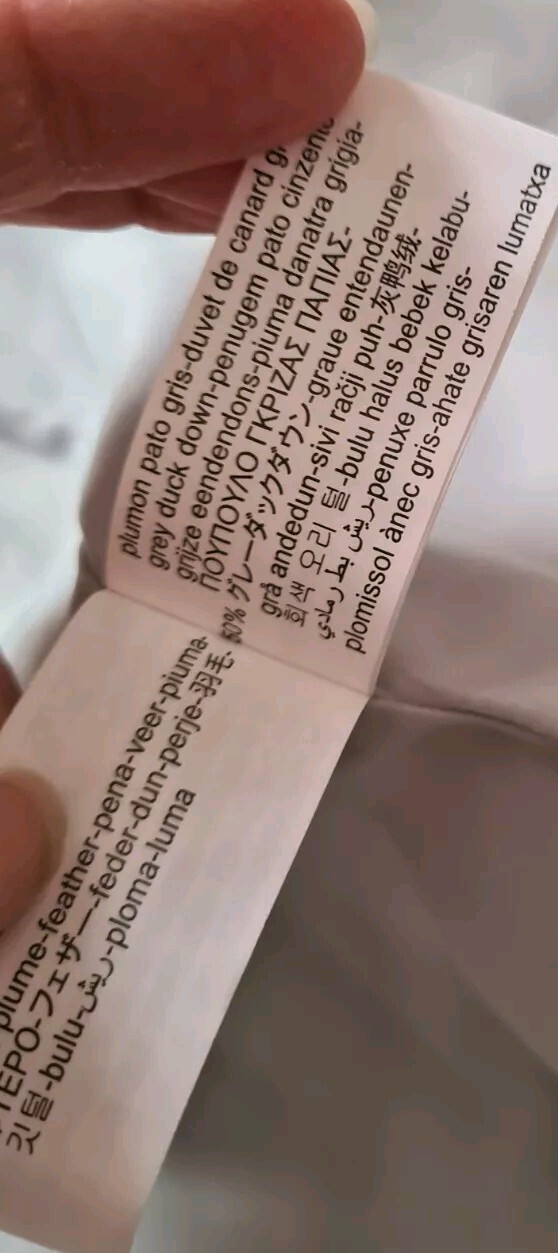 plumon pato gris-duvet de canard
grey duck down-penugem pato
grijze eendendons-piuma danatra grigia-
ΠΟΥΠΟΥΛΟ ΓΚΡΙΖΑΣ ΠΑΠΙΑΣ-
グレーダックダウン-graue entendaunen-
grå andedun-sivi račji puh-灰鸭绒-
회색 오리 털-bulu halus bebek kelabu-
ريش بط رمادي-penuxe parrulo gris-
plomissol ànec gris-ahate grisaren lumatxa
plume-feather-pena-veer-piuma-
ΤΕΡΟ-フェザー-feder-dun-perje-羽毛-
깃 털-bulu-ريش-ploma-luma